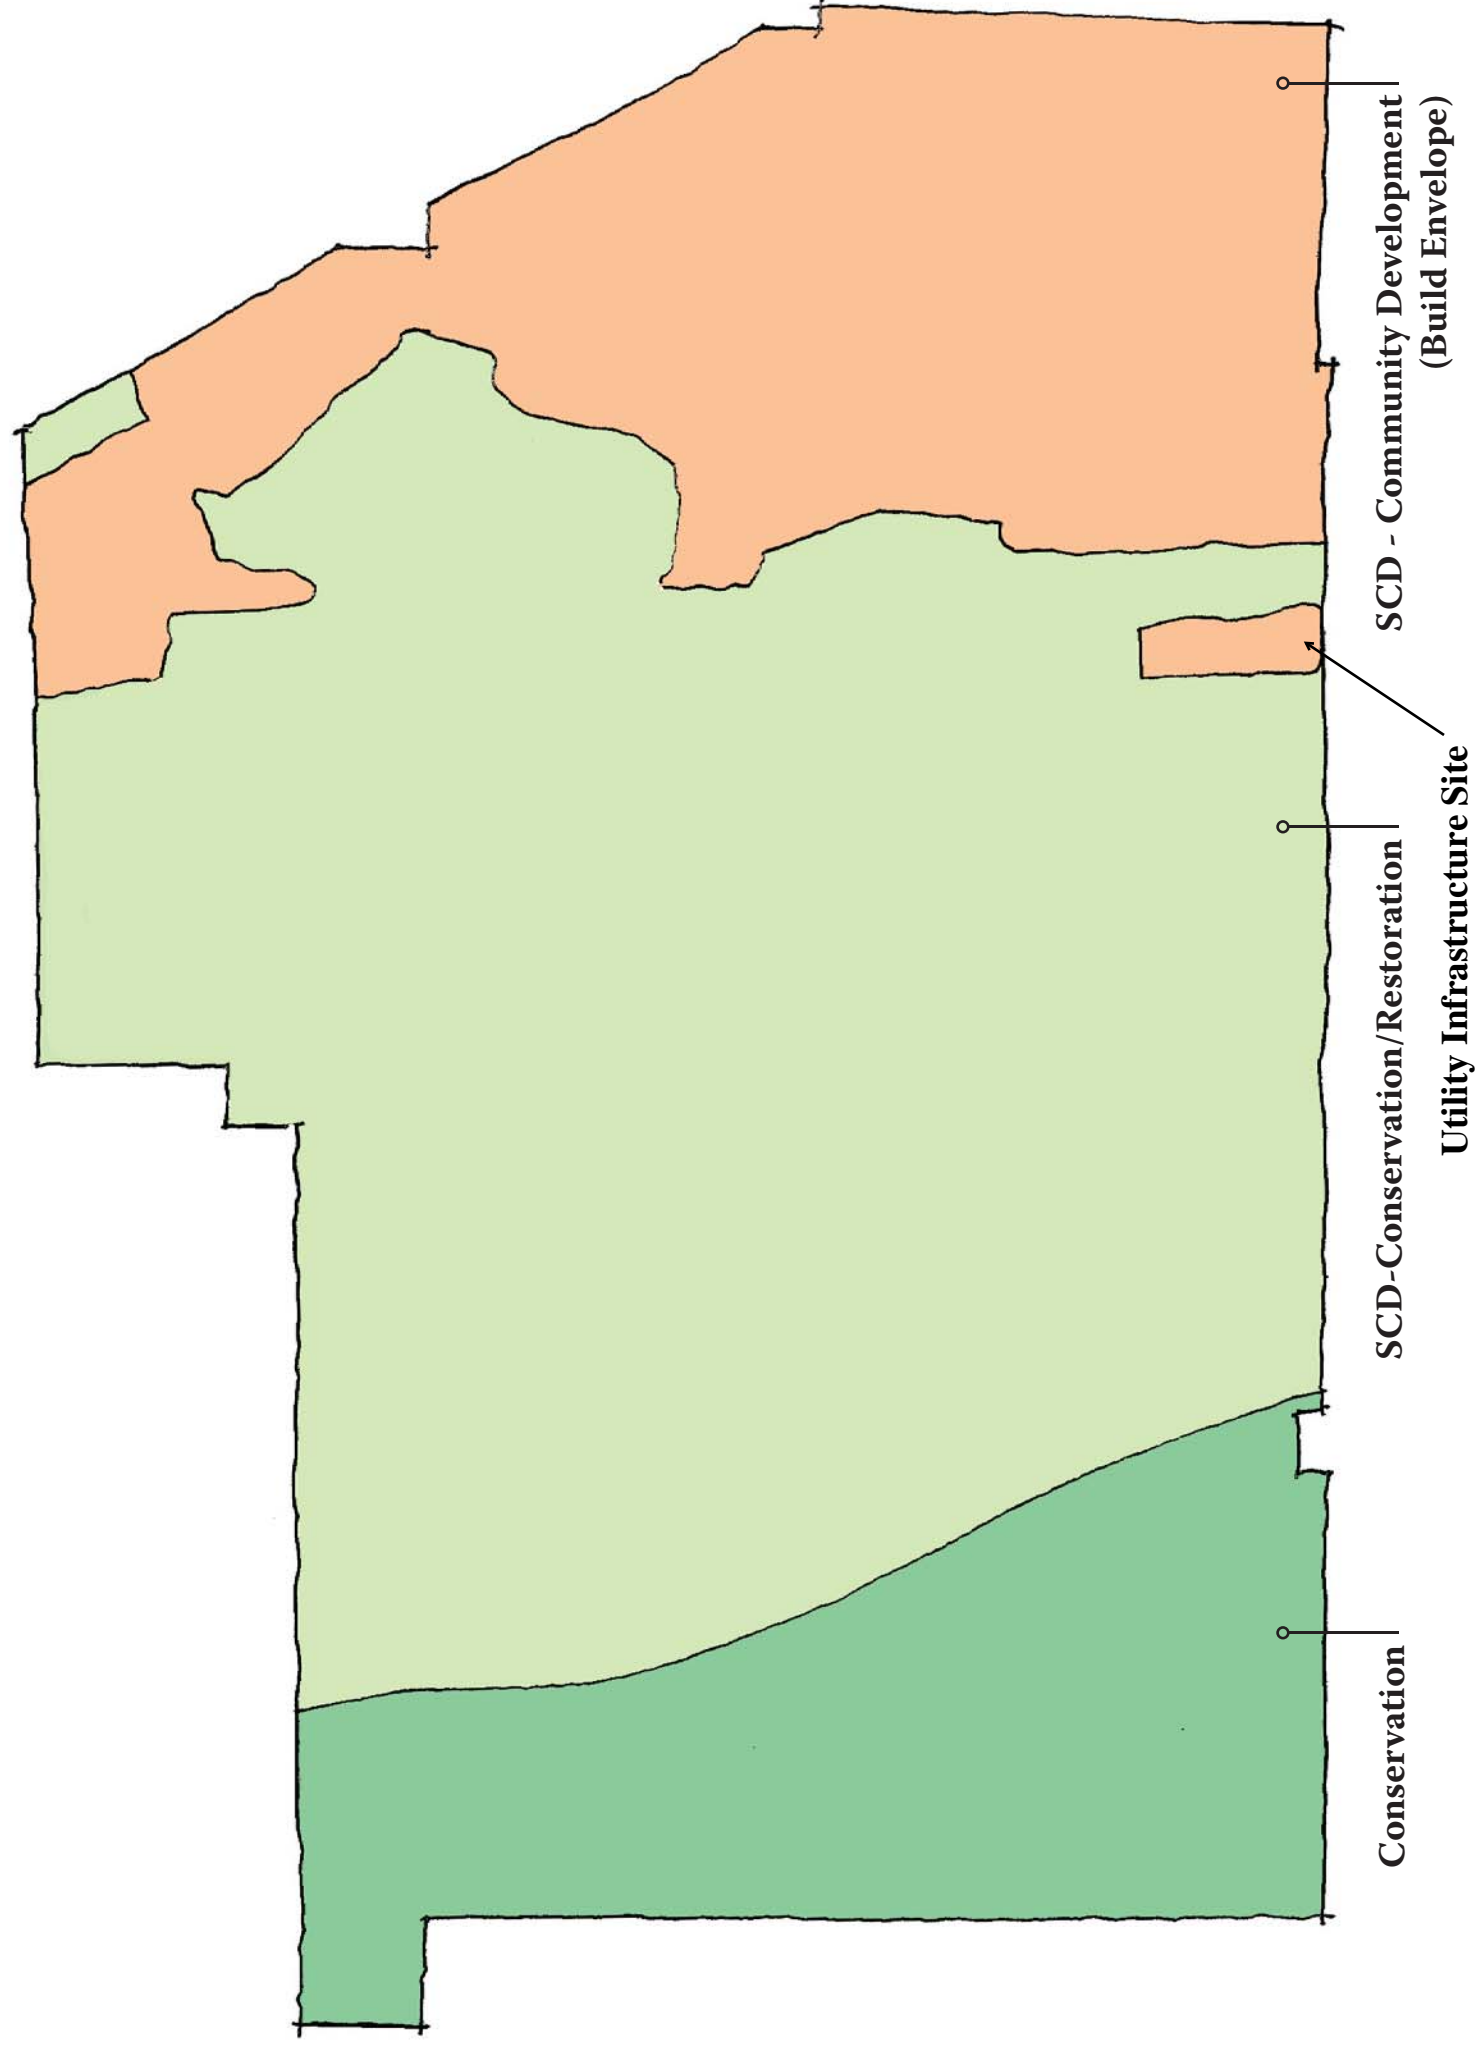 SCD - Community Development
(Build Envelope)
SCD-Conservation/Restoration
Utility Infrastructure Site
Conservation